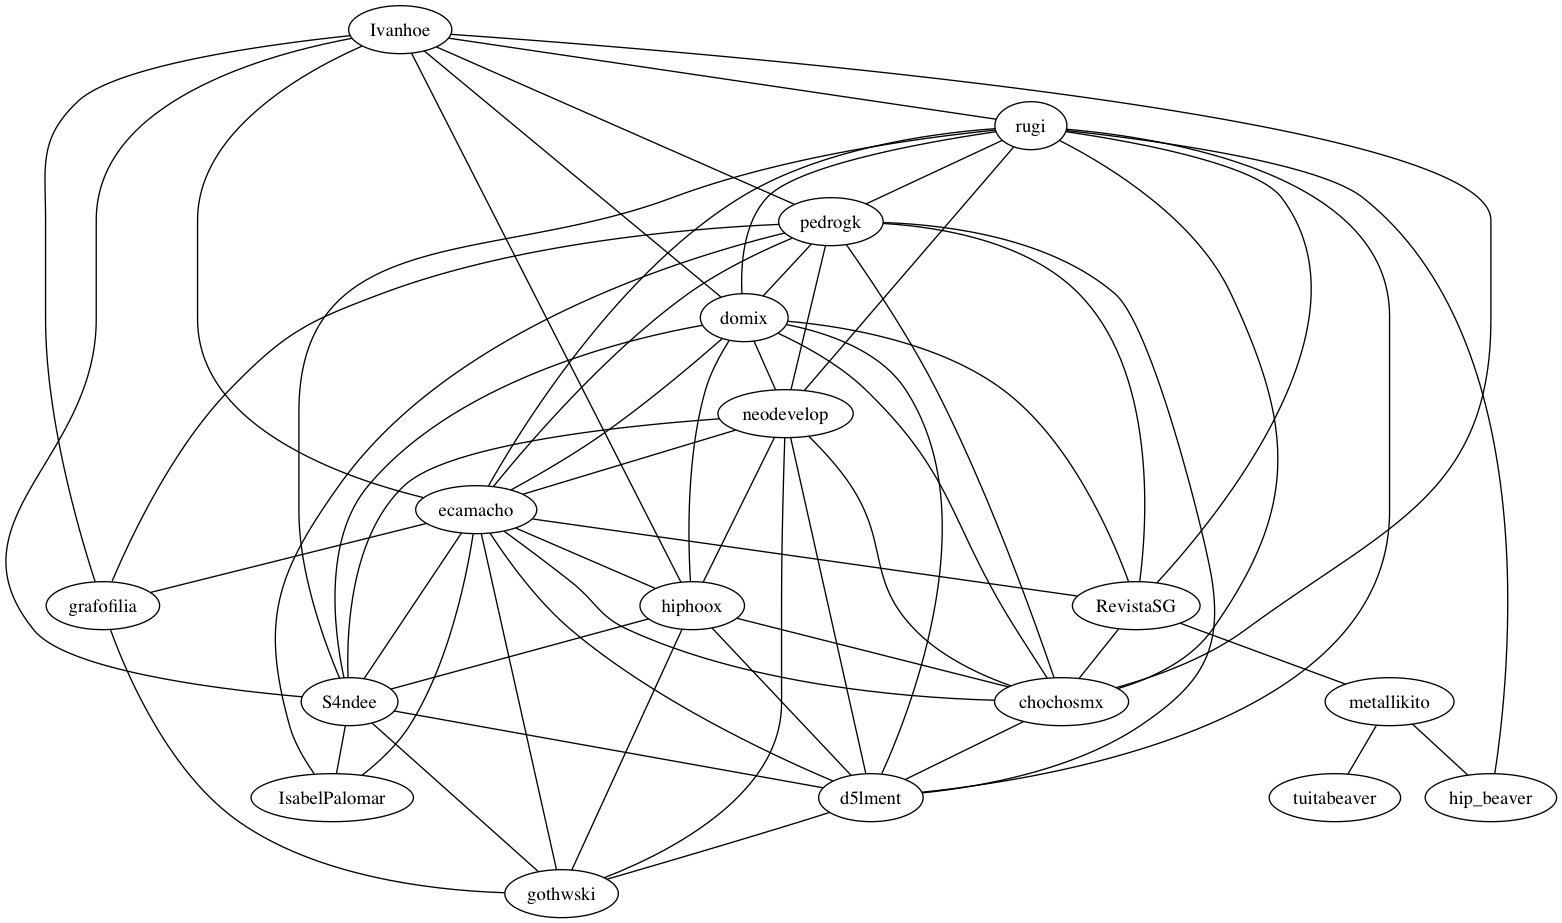 Ivanhoe
rugi
pedrogk
domix
neodevelop
ecamacho
grafofilia
hiphoox
RevistaSG
S4ndee
chochosmx
metallikito
IsabelPalomar
d5lment
tuitabeaver
hip_beaver
gothwski